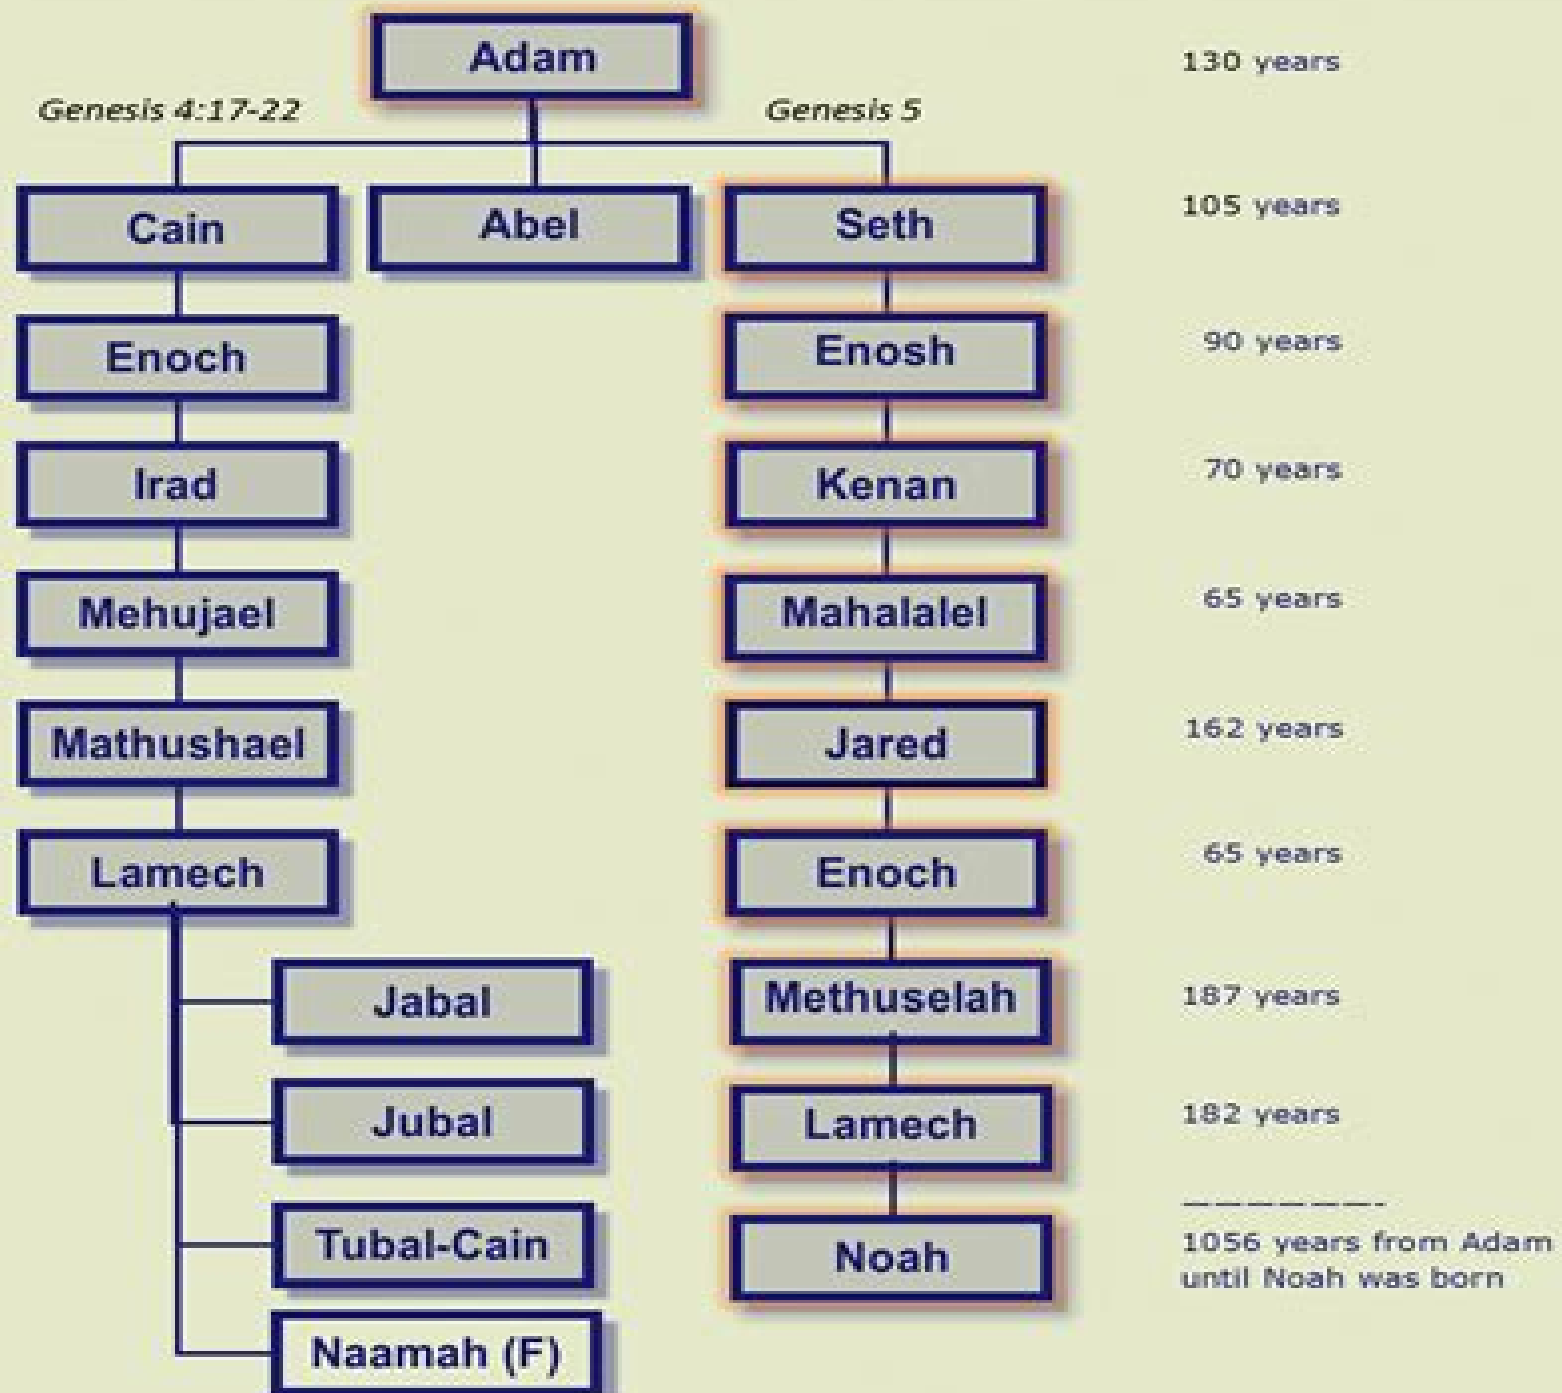 Adam
130 years
Genesis 4:17-22
Genesis 5
Cain
Abel
Seth
105 years
Enoch
Enosh
90 years
Irad
Kenan
70 years
Mehujael
Mahalalel
65 years
Mathushael
Jared
162 years
Lamech
Enoch
65 years
Jabal
Methuselah
187 years
Jubal
Lamech
182 years
Tubal-Cain
Noah
1056 years from Adam
until Noah was born
Naamah (F)